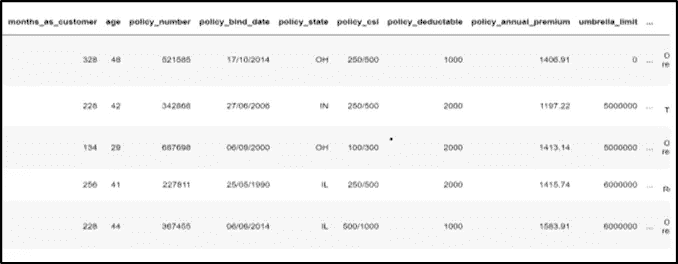 months_as_customer age policy_number policy_bind_date policy_state policy_csl policy_deductable policy_annual_premium umbrella_limit ...
328 48 521585 17/10/2014 OH 250/500 1000 1406.91 0 ... O
re
228 42 342868 27/06/2006 IN 250/500 2000 1197.22 5000000 ... T
134 29 687698 06/09/2000 OH 100/300 2000 1413.14 5000000 ... O
re
256 41 227811 25/05/1990 IL 250/500 2000 1415.74 6000000 ... R
228 44 367455 06/06/2014 IL 500/1000 1000 1583.91 6000000 ... O
re